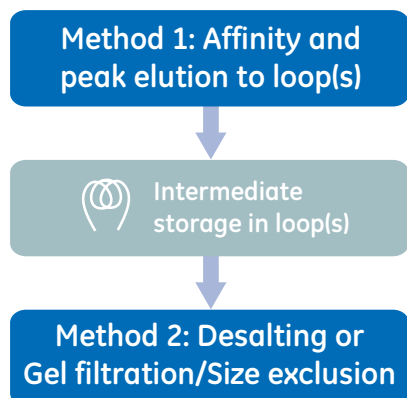 Method 1: Affinity and
peak elution to loop(s)
Intermediate
storage in loop(s)
Method 2: Desalting or
Gel filtration/Size exclusion